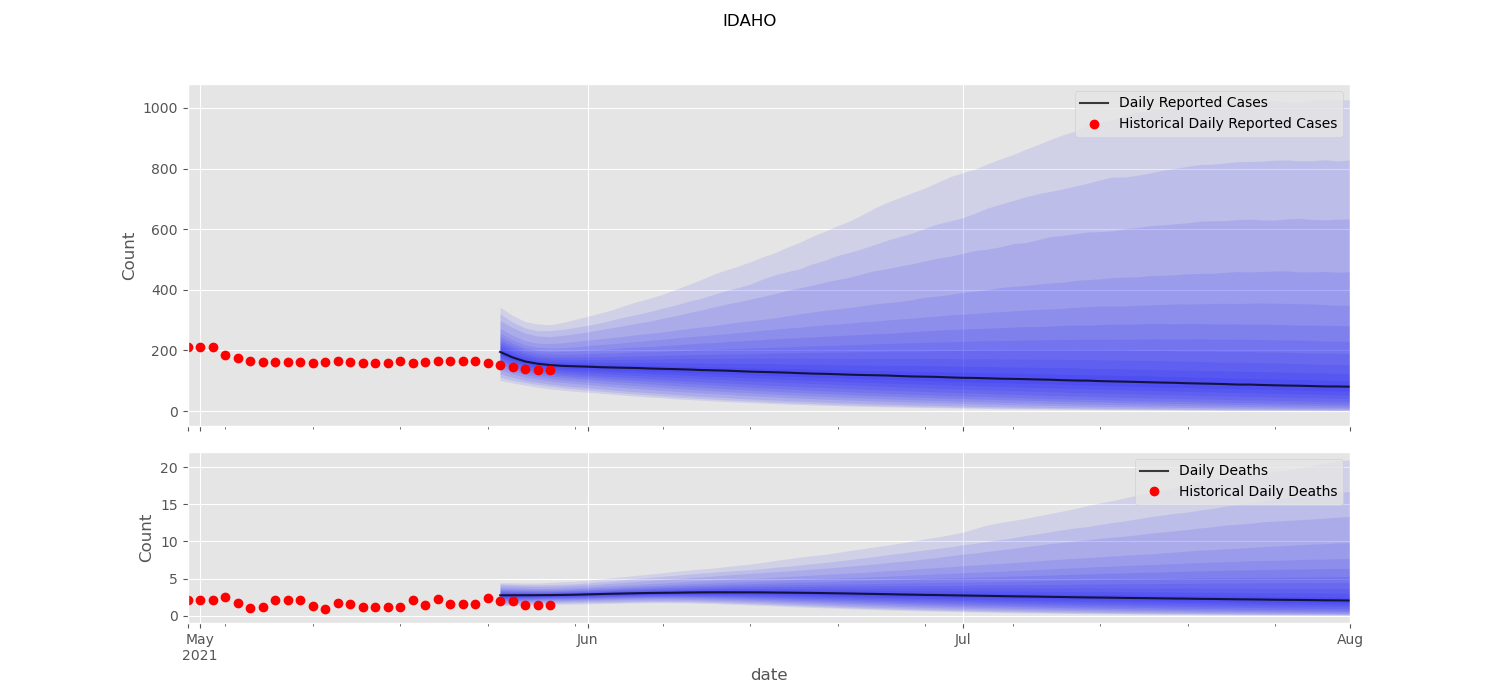 IDAHO
1000
800
600
400
200
0
Count
Daily Reported Cases
Historical Daily Reported Cases
20
15
10
5
0
Count
Daily Deaths
Historical Daily Deaths
May
2021
Jun
Jul
Aug
date